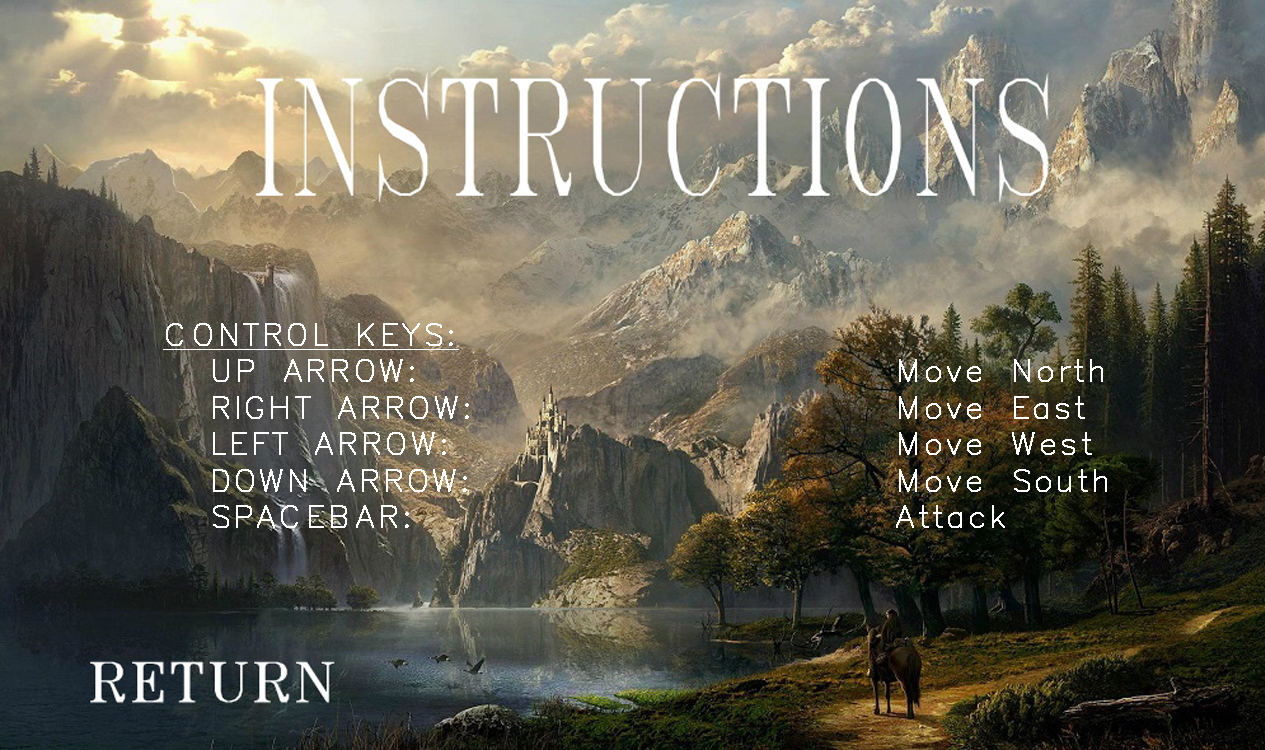 INSTRUCTIONS
CONTROL KEYS:
UP ARROW: Move North
RIGHT ARROW: Move East
LEFT ARROW: Move West
DOWN ARROW: Move South
SPACEBAR: Attack
RETURN